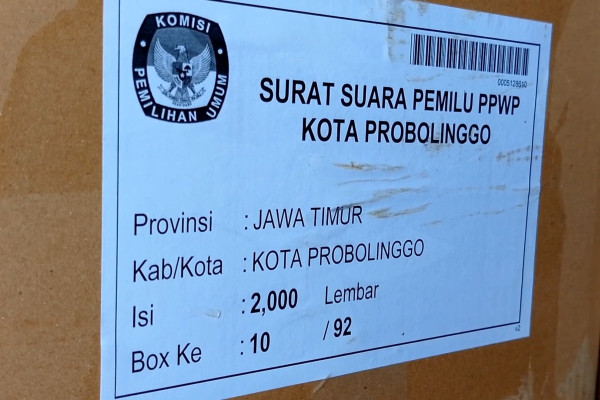 KOMISI
PEMILIHAN UMUM
SURAT SUARA PEMILU PPWP
KOTA PROBOLINGGO
Provinsi : JAWA TIMUR
Kab/Kota : KOTA PROBOLINGGO
Isi : 2,000 Lembar
Box Ke : 10 / 92